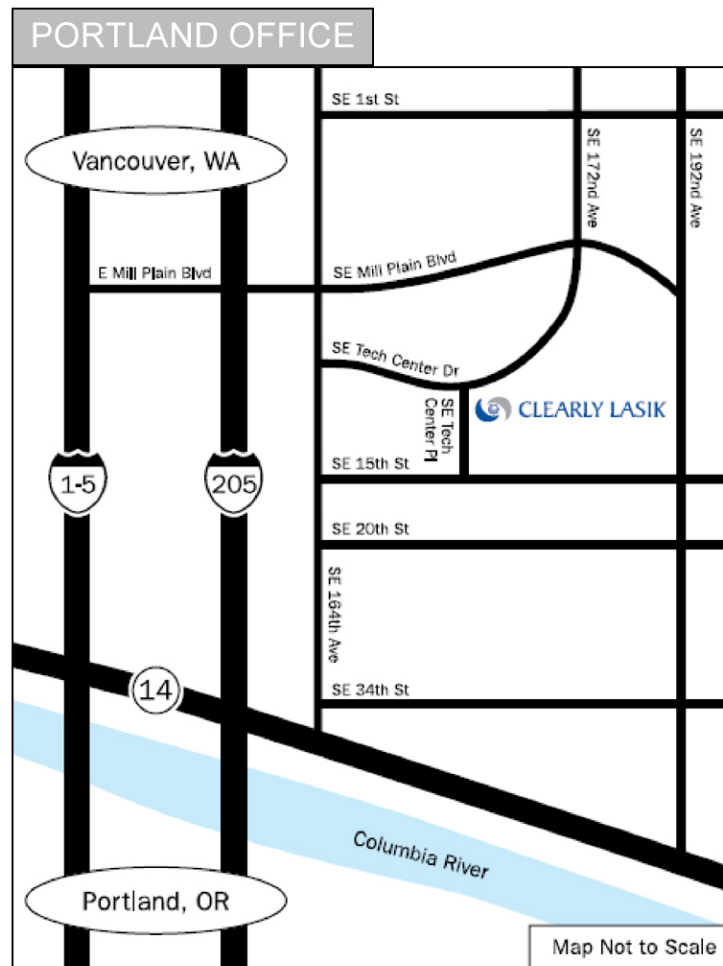 PORTLAND OFFICE
SE 1st St
SE 172nd Ave
SE 192nd Ave
Vancouver, WA
E Mill Plain Blvd
SE Mill Plain Blvd
SE Tech Center Dr
SE Tech
Center Pl
CLEARLY LASIK
SE 15th St
1-5
205
SE 20th St
SE 164th Ave
14
SE 34th St
Columbia River
Portland, OR
Map Not to Scale